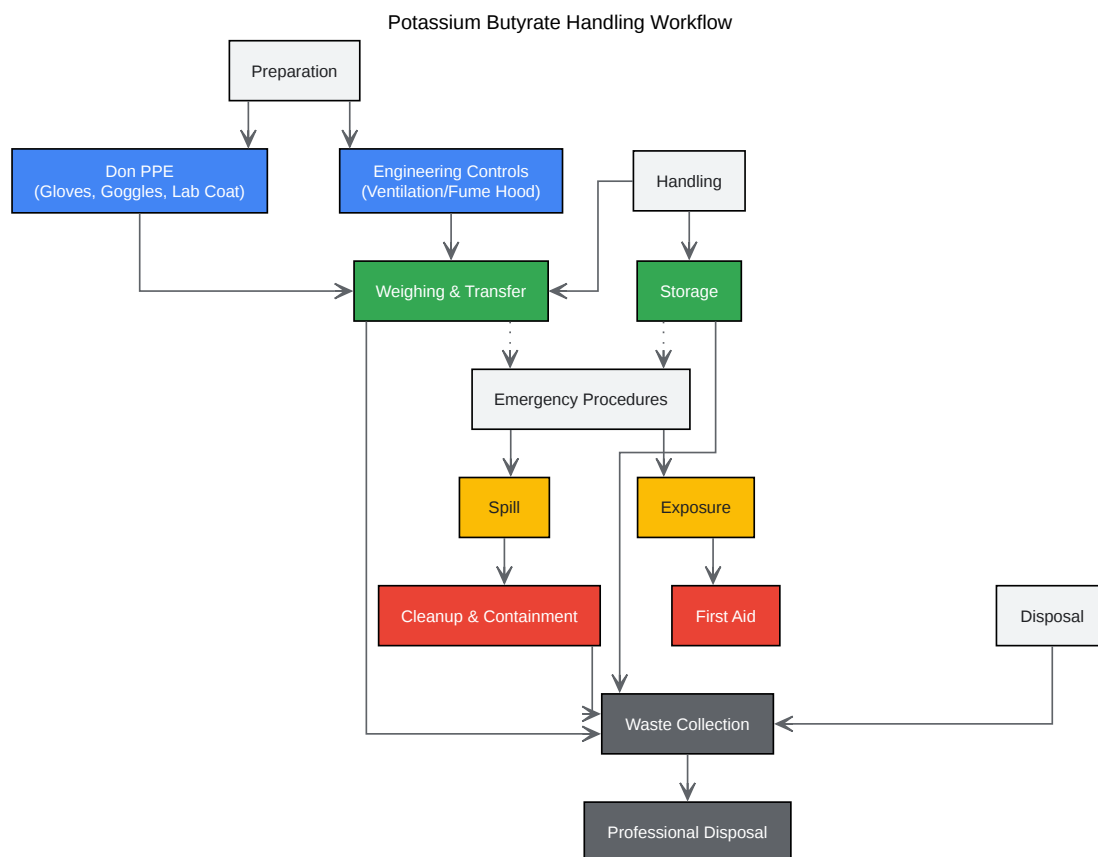 Potassium Butyrate Handling Workflow
Preparation
Don PPE
(Gloves, Goggles, Lab Coat)
Engineering Controls
(Ventilation/Fume Hood)
Handling
Weighing & Transfer
Storage
Emergency Procedures
Spill
Exposure
Cleanup & Containment
First Aid
Disposal
Waste Collection
Professional Disposal